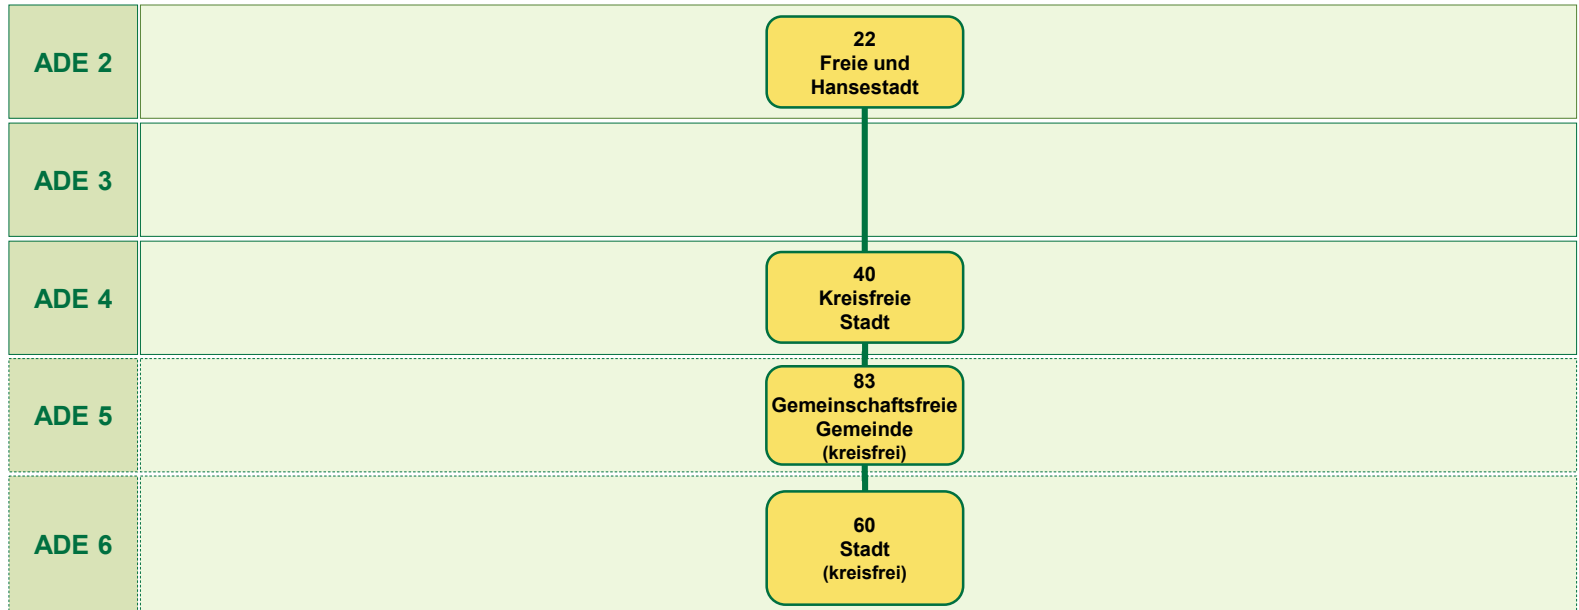 ADE 2
22
Freie und
Hansestadt
ADE 3
ADE 4
40
Kreisfreie
Stadt
ADE 5
83
Gemeinschaftsfreie
Gemeinde
(kreisfrei)
ADE 6
60
Stadt
(kreisfrei)